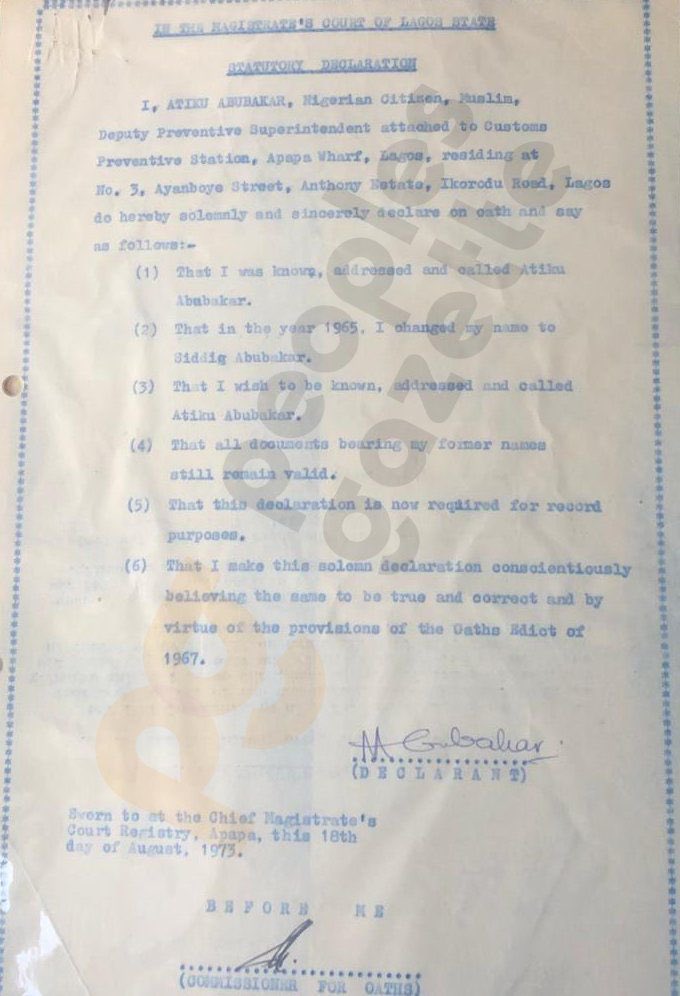 IN THE MAGISTRATE'S COURT OF LAGOS STATE
STATUTORY DECLARATION
I, ATIKU ABUBAKAR, Nigerian Citizen, Muslim,
Deputy Preventive Superintendent attached to Customs
Preventive Station, Apapa Wharf, Lagos, residing at
No. 3, Ayanboye Street, Anthony Estate, Ikorodu Road, Lagos
do hereby solemnly and sincerely declare on oath and say
as follows:-
(1) That I was known, addressed and called Atiku
Abubakar.
(2) That in the year 1965, I changed my name to
Siddig Abubakar.
(3) That I wish to be known, addressed and called
Atiku Abubakar.
(4) That all documents bearing my former names
still remain valid.
(5) That this declaration is now required for record
purposes.
(6) That I make this solemn declaration conscientiously
believing the same to be true and correct and by
virtue of the provisions of the Oaths Edict of
1967.
(DECLARANT)
Sworn to at the Chief Magistrate's
Court Registry, Apapa, this 18th
day of August, 1973.
BEFORE ME
(COMMISSIONER FOR OATHS)
peoples
gazette